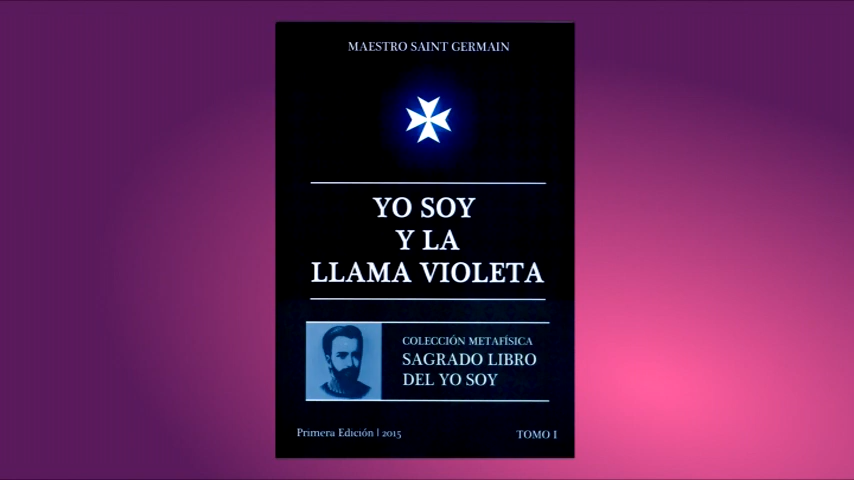 MAESTRO SAINT GERMAIN
YO SOY
Y LA
LLAMA VIOLETA
COLECCIÓN METAFÍSICA
SAGRADO LIBRO
DEL YO SOY
Primera Edición | 2015
TOMO I